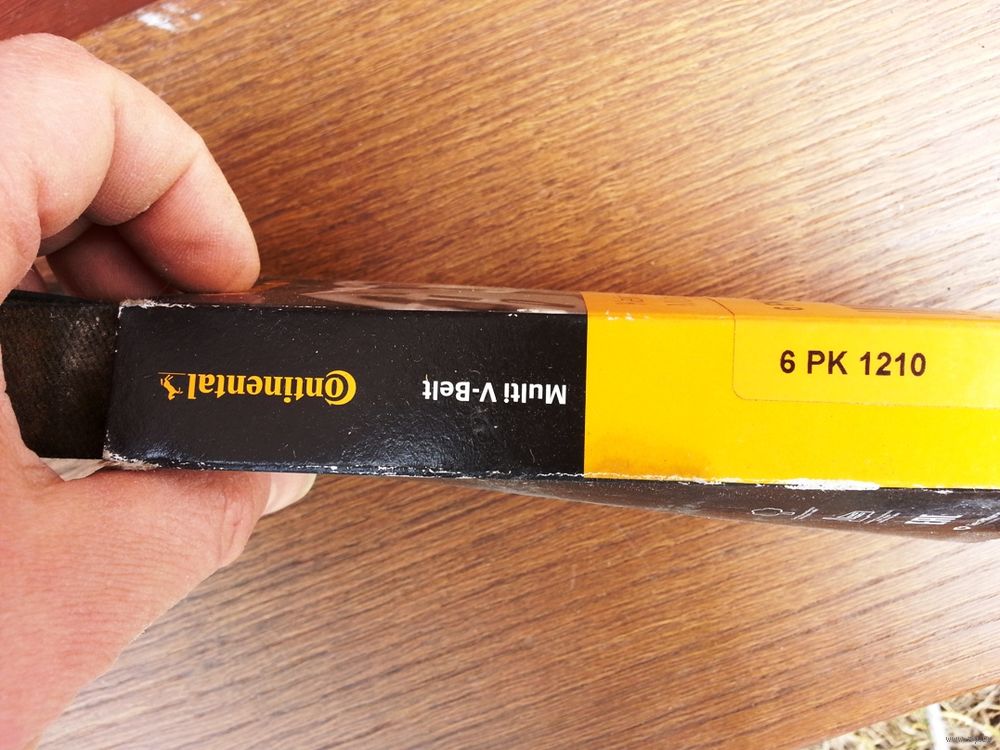 Continental
Multi V-Belt
6 PK 1210